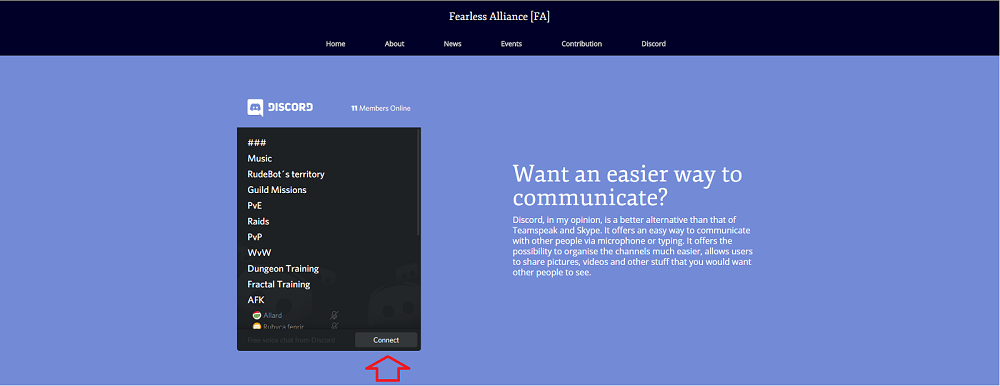 Fearless Alliance [FA]
Home About News Events Contribution Discord
DISCORD 11 Members Online
###
Music
RudeBot´s territory
Guild Missions
PvE
Raids
PvP
WvW
Dungeon Training
Fractal Training
AFK
Allard
Free voice chat from Discord Connect
Want an easier way to
communicate?
Discord, in my opinion, is a better alternative than that of
Teamspeak and Skype. It offers an easy way to communicate
with other people via microphone or typing. It offers the
possibility to organise the channels much easier, allows users
to share pictures, videos and other stuff that you would want
other people to see.